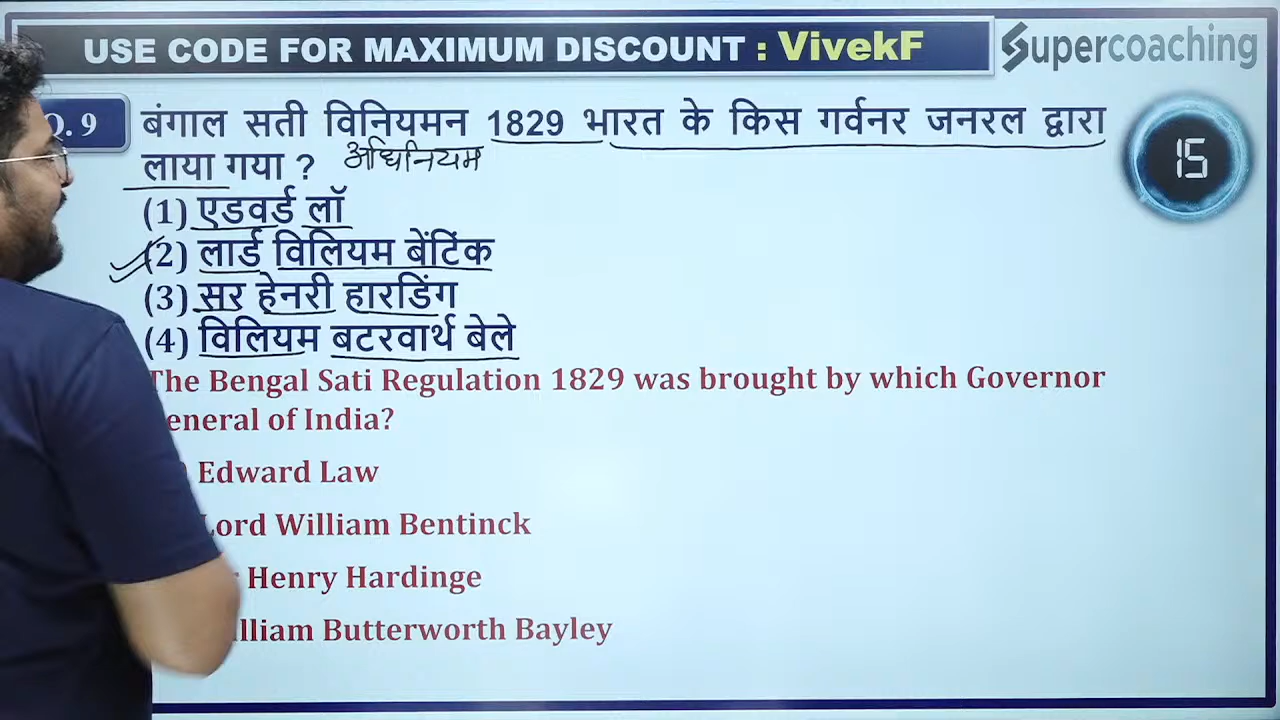 USE CODE FOR MAXIMUM DISCOUNT : VivekF
Supercoaching
Q. 9
बंगाल सती विनियमन 1829 भारत के किस गर्वनर जनरल द्वारा
लाया गया ? अधिनियम
15
(1) एडवर्ड लॉ
(2) लार्ड विलियम बेंटिंक
(3) सर हेनरी हारडिंग
(4) विलियम बटरवार्थ बेले
The Bengal Sati Regulation 1829 was brought by which Governor
General of India?
Edward Law
Lord William Bentinck
Henry Hardinge
William Butterworth Bayley